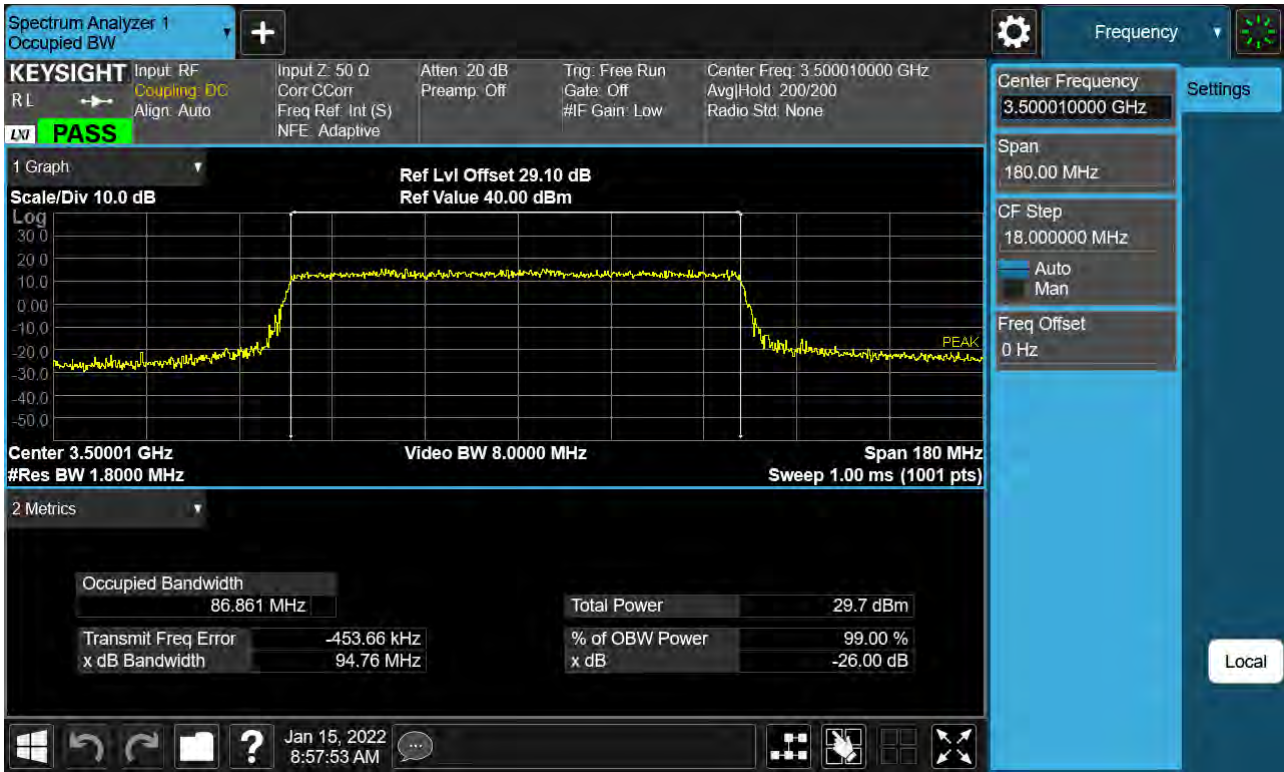 Spectrum Analyzer 1
Occupied BW
+
Frequency
KEYSIGHT
RL
LXI PASS
Input: RF
Coupling: DC
Align: Auto
Input Z: 50 Ω
Corr CCorr
Freq Ref: Int (S)
NFE: Adaptive
Atten: 20 dB
Preamp: Off
Trig: Free Run
Gate: Off
#IF Gain: Low
Center Freq: 3.500010000 GHz
Avg|Hold: 200/200
Radio Std: None
Center Frequency
3.500010000 GHz
Settings
Span
180.00 MHz
CF Step
18.000000 MHz
Auto
Man
Freq Offset
0 Hz
1 Graph
Scale/Div 10.0 dB
Ref Lvl Offset 29.10 dB
Ref Value 40.00 dBm
Log
30.0
20.0
10.0
0.00
-10.0
-20.0
-30.0
-40.0
-50.0
PEAK
Center 3.50001 GHz
#Res BW 1.8000 MHz
Video BW 8.0000 MHz
Span 180 MHz
Sweep 1.00 ms (1001 pts)
2 Metrics
Occupied Bandwidth
86.861 MHz
Transmit Freq Error -453.66 kHz
x dB Bandwidth 94.76 MHz
Total Power 29.7 dBm
% of OBW Power 99.00 %
x dB -26.00 dB
Local
?
Jan 15, 2022
8:57:53 AM